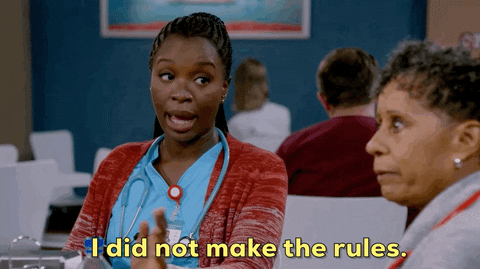 I did not make the rules.